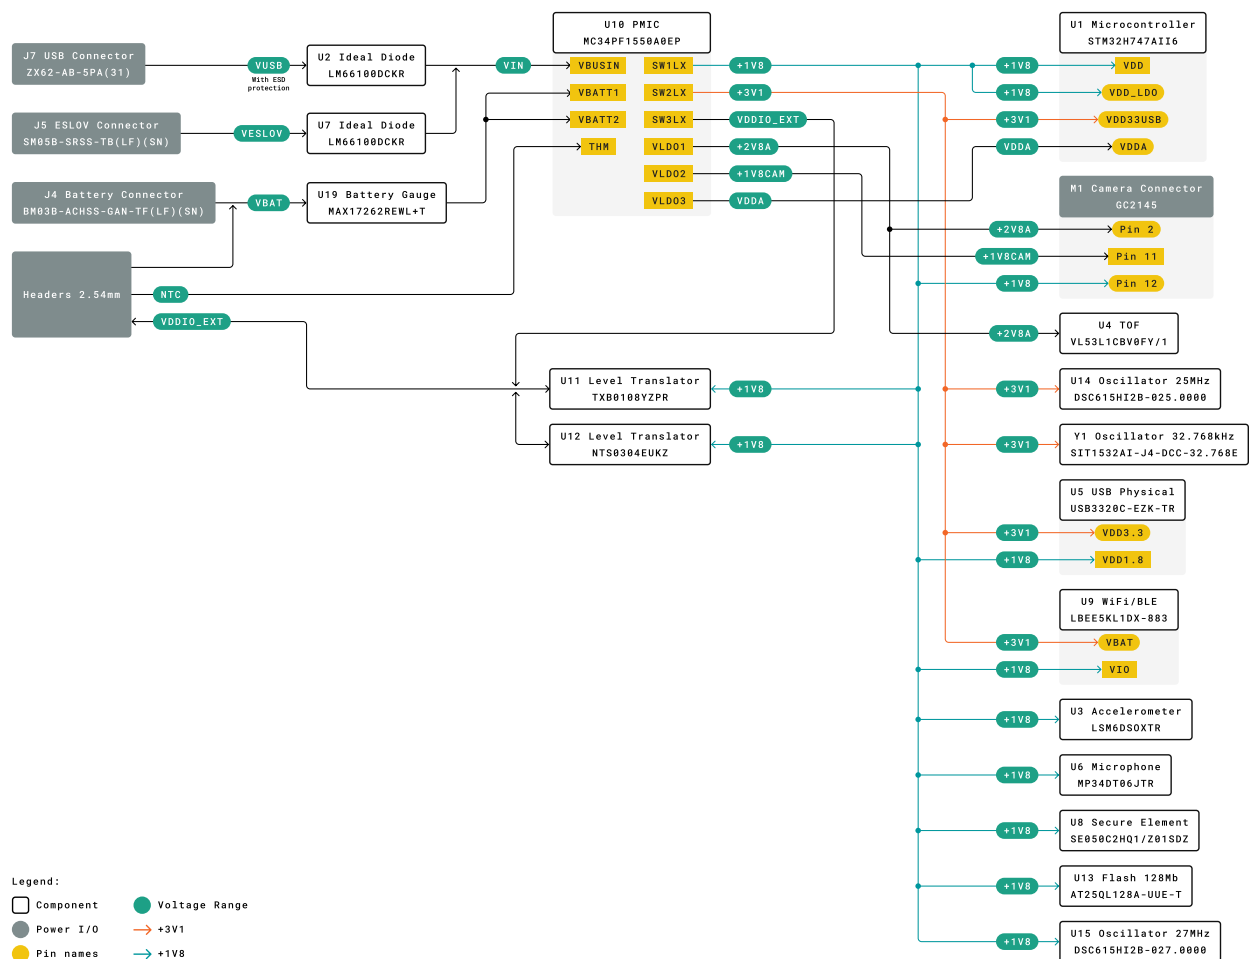 J7 USB Connector
ZX62-AB-5PA(31)
VUSB
With ESD
protection
U2 Ideal Diode
LM66100DCKR
VIN
J5 ESLOV Connector
SM05B-SRSS-TB(LF)(SN)
VESLOV
U7 Ideal Diode
LM66100DCKR
J4 Battery Connector
BM03B-ACHSS-GAN-TF(LF)(SN)
VBAT
U19 Battery Gauge
MAX17262REWL+T
Headers 2.54mm
NTC
VDDIO_EXT
U10 PMIC
MC34PF1550A0EP
VBUSIN
VBATT1
VBATT2
THM
SW1LX
SW2LX
SW3LX
VLDO1
VLDO2
VLDO3
+1V8
+3V1
VDDIO_EXT
+2V8A
+1V8CAM
VDDA
U11 Level Translator
TXB0108YZPR
+1V8
U12 Level Translator
NTS0304EUKZ
+1V8
U1 Microcontroller
STM32H747AII6
+1V8
VDD
+1V8
VDD_LDO
+3V1
VDD33USB
VDDA
VDDA
M1 Camera Connector
GC2145
+2V8A
Pin 2
+1V8CAM
Pin 11
+1V8
Pin 12
U4 TOF
VL53L1CBV0FY/1
+2V8A
U14 Oscillator 25MHz
DSC615HI2B-025.0000
+3V1
Y1 Oscillator 32.768kHz
SIT1532AI-J4-DCC-32.768E
+3V1
U5 USB Physical
USB3320C-EZK-TR
+3V1
VDD3.3
+1V8
VDD1.8
U9 WiFi/BLE
LBEE5KL1DX-883
+3V1
VBAT
+1V8
VIO
U3 Accelerometer
LSM6DSOXTR
+1V8
U6 Microphone
MP34DT06JTR
+1V8
U8 Secure Element
SE050C2HQ1/Z01SDZ
+1V8
U13 Flash 128Mb
AT25QL128A-UUE-T
+1V8
U15 Oscillator 27MHz
DSC615HI2B-027.0000
+1V8
Legend:
Component
Voltage Range
Power I/O
+3V1
Pin names
+1V8